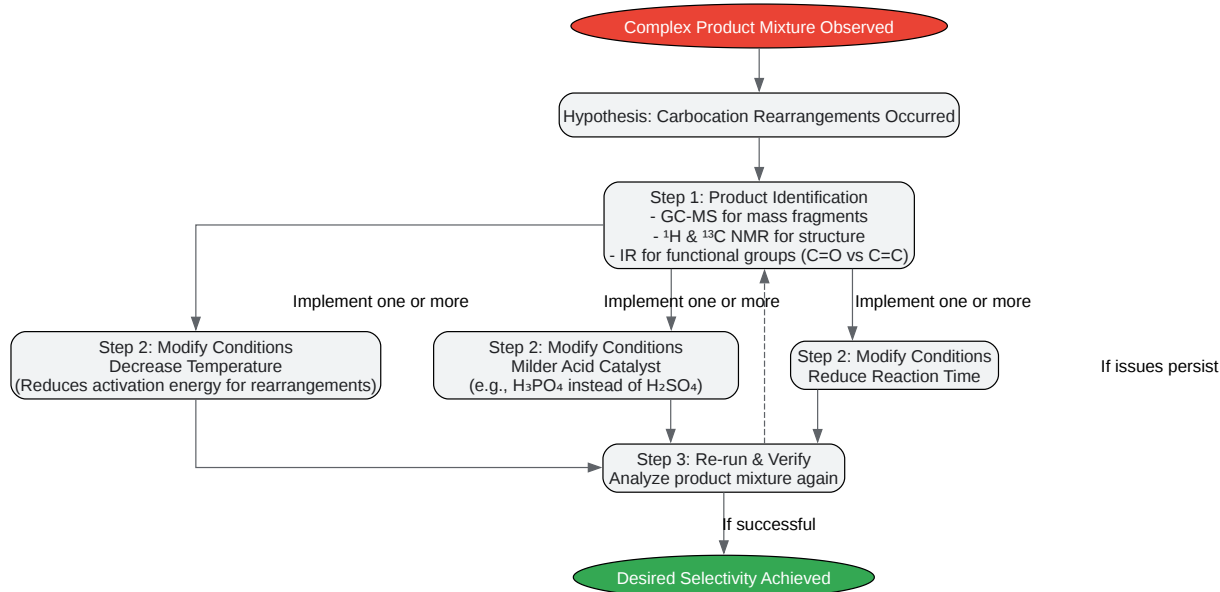 Complex Product Mixture Observed
Hypothesis: Carbocation Rearrangements Occurred
Step 1: Product Identification
- GC-MS for mass fragments
- ¹H & ¹³C NMR for structure
- IR for functional groups (C=O vs C=C)
Implement one or more
Implement one or more
Implement one or more
Step 2: Modify Conditions
Decrease Temperature
(Reduces activation energy for rearrangements)
Step 2: Modify Conditions
Milder Acid Catalyst
(e.g., H₃PO₄ instead of H₂SO₄)
Step 2: Modify Conditions
Reduce Reaction Time
If issues persist
Step 3: Re-run & Verify
Analyze product mixture again
If successful
Desired Selectivity Achieved